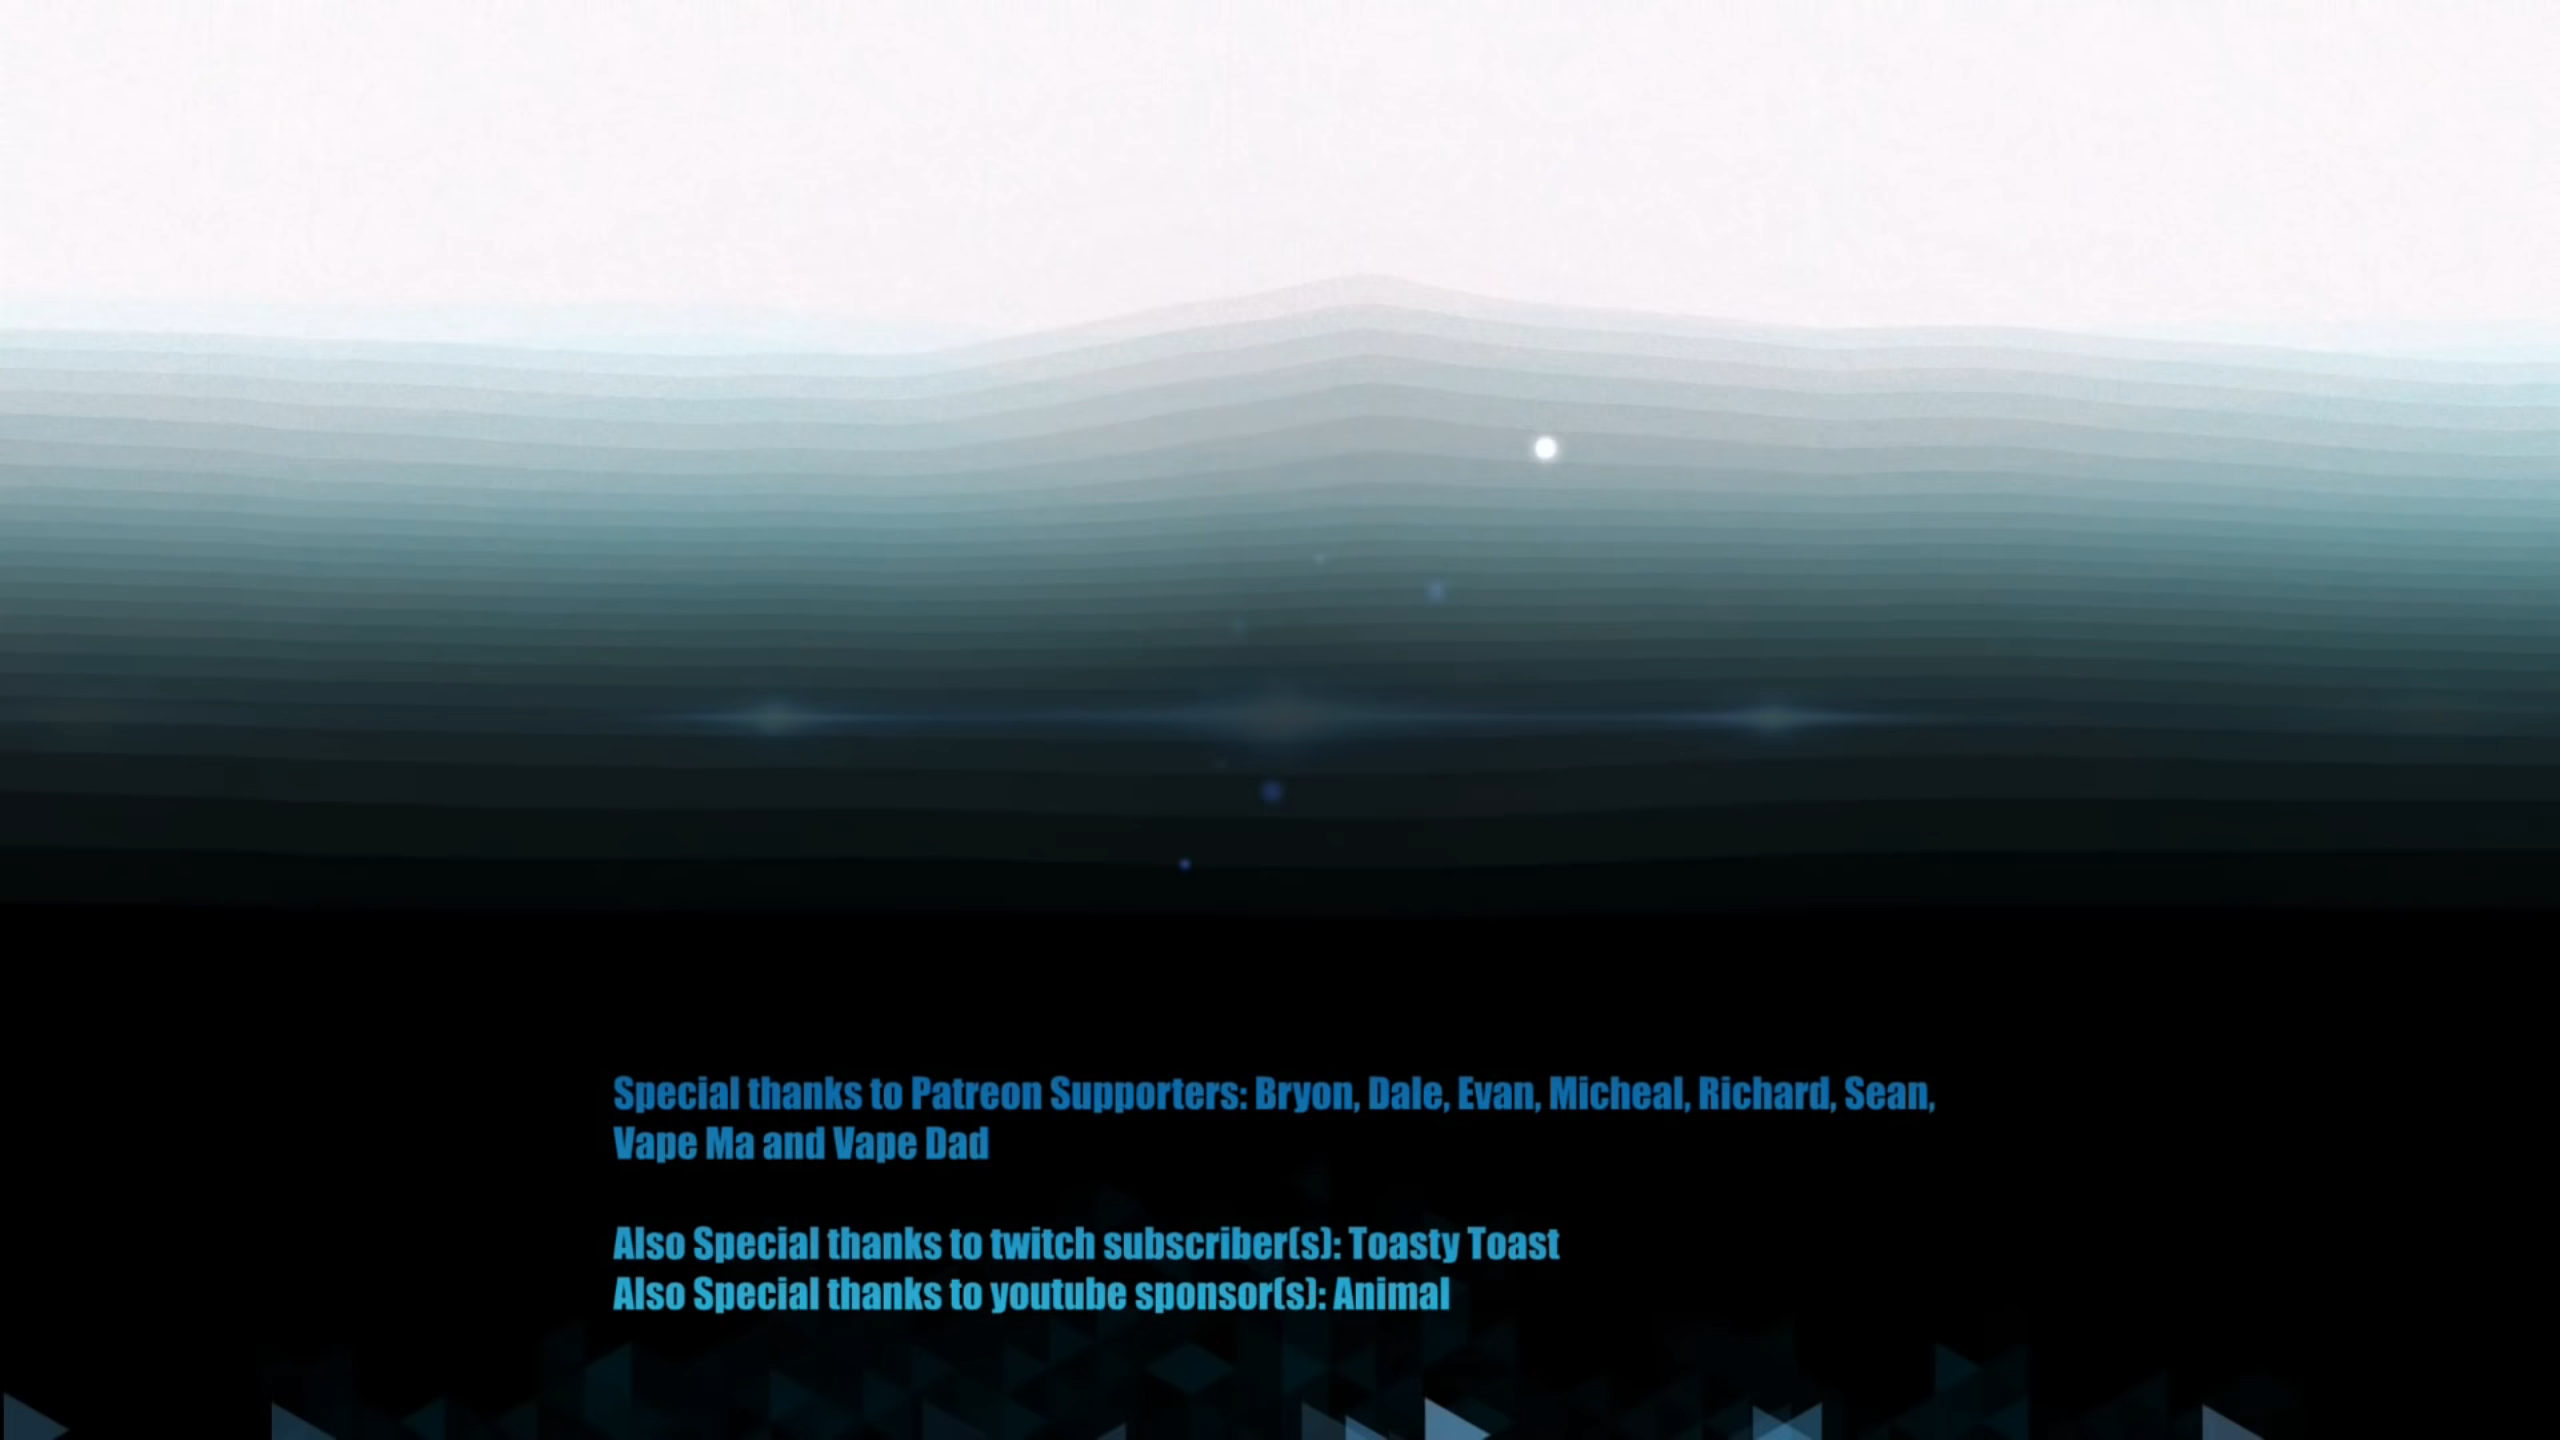 Special thanks to Patreon Supporters: Bryon, Dale, Evan, Micheal, Richard, Sean,
Vape Ma and Vape Dad
Also Special thanks to twitch subscriber(s): Toasty Toast
Also Special thanks to youtube sponsor(s): Animal